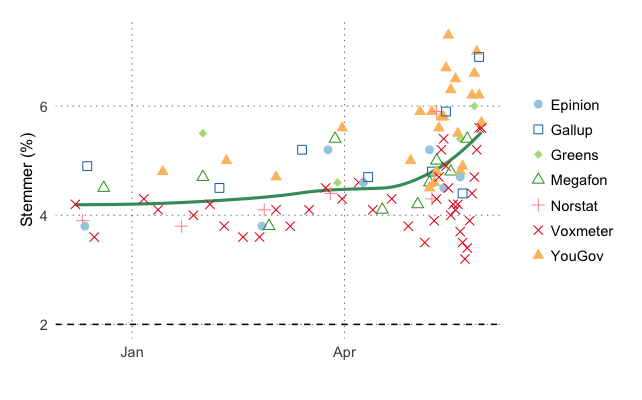 Stemmer (%)
6
4
2
Jan
Apr
Epinion
Gallup
Greens
Megafon
Norstat
Voxmeter
YouGov